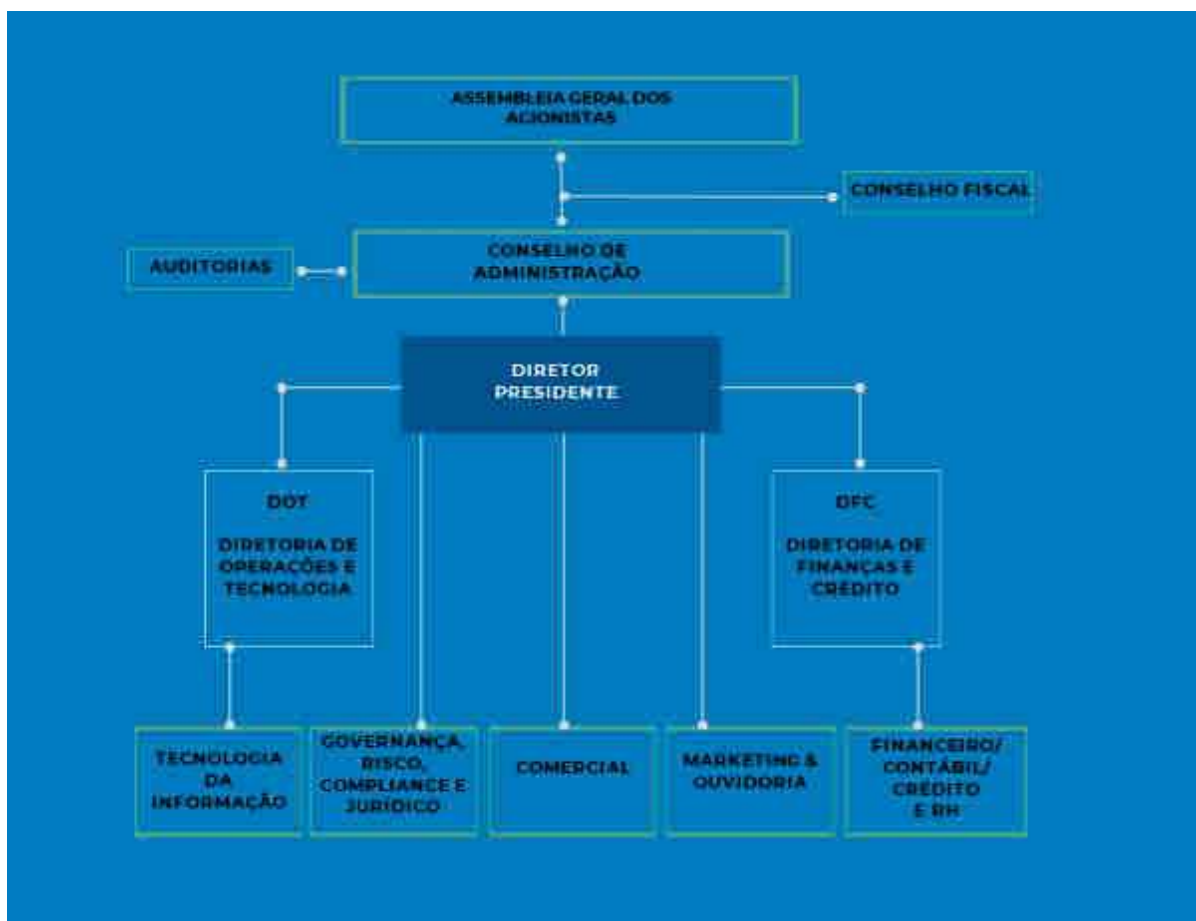 ASSEMBLEIA GERAL DOS
ACIONISTAS
CONSELHO FISCAL
CONSELHO DE
ADMINISTRAÇÃO
AUDITORIAS
DIRETOR
PRESIDENTE
DOT
DIRETORIA DE
OPERAÇÕES E
TECNOLOGIA
DFC
DIRETORIA DE
FINANÇAS E
CRÉDITO
TECNOLOGIA
DA
INFORMAÇÃO
GOVERNANÇA,
RISCO,
COMPLIANCE E
JURÍDICO
COMERCIAL
MARKETING &
OUVIDORIA
FINANCEIRO/
CONTÁBIL/
CRÉDITO
E RH